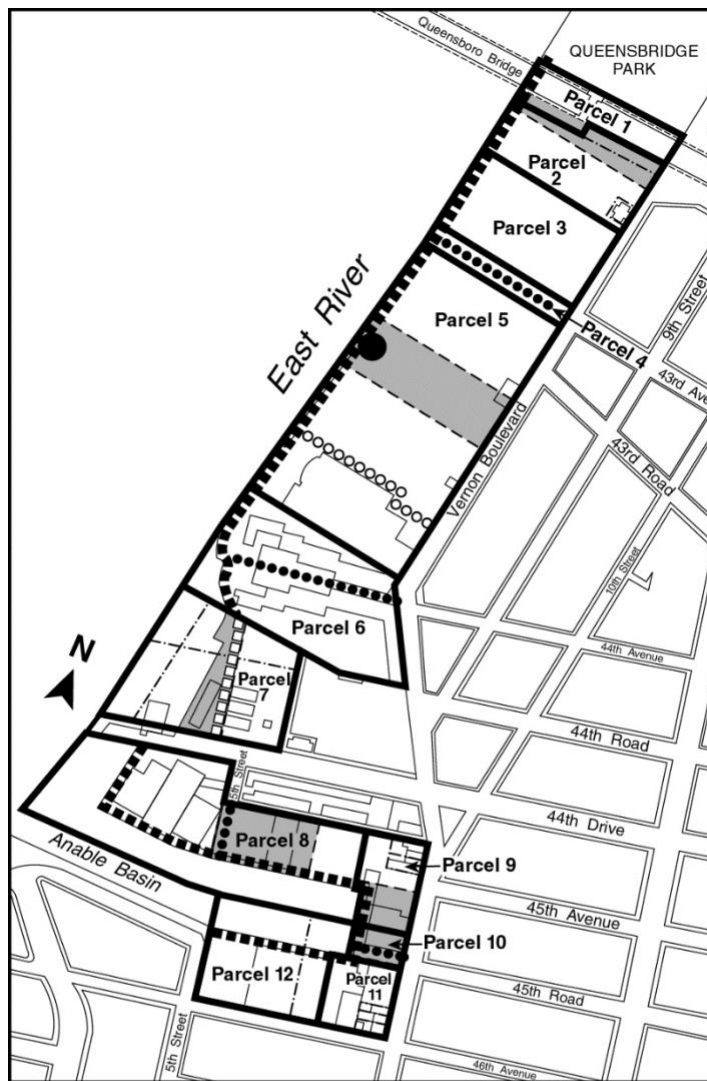 QUEENSBRIDGE
PARK
Queensboro Bridge
Parcel 1
Parcel
2
Parcel 3
9th Street
East River
Parcel 5
Parcel 4
43rd Ave
43rd Road
Vernon Boulevard
10th Street
Parcel 6
N
44th Avenue
Parcel
7
44th Road
5th Street
44th Drive
Parcel 8
Anable Basin
Parcel 9
45th Avenue
Parcel 10
Parcel 12
Parcel
11
45th Road
5th Street
46th Avenue